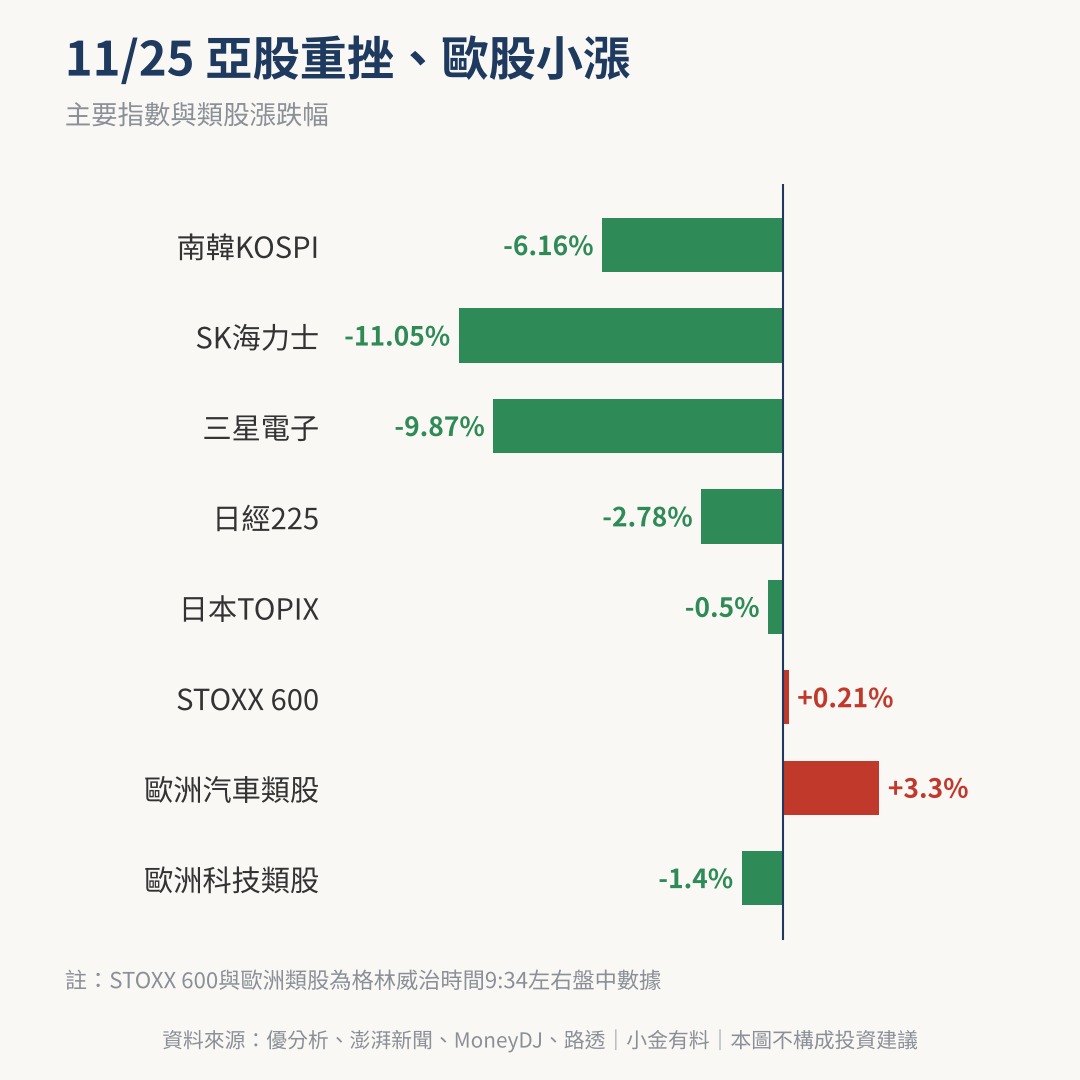 11/25 亞股重挫、歐股小漲
主要指數與類股漲跌幅
南韓KOSPI -6.16%
SK海力士 -11.05%
三星電子 -9.87%
日經225 -2.78%
日本TOPIX -0.5%
STOXX 600 +0.21%
歐洲汽車類股 +3.3%
歐洲科技類股 -1.4%
註：STOXX 600與歐洲類股為格林威治時間9:34左右盤中數據
資料來源：優分析、澎湃新聞、MoneyDJ、路透｜小金有料｜本圖不構成投資建議